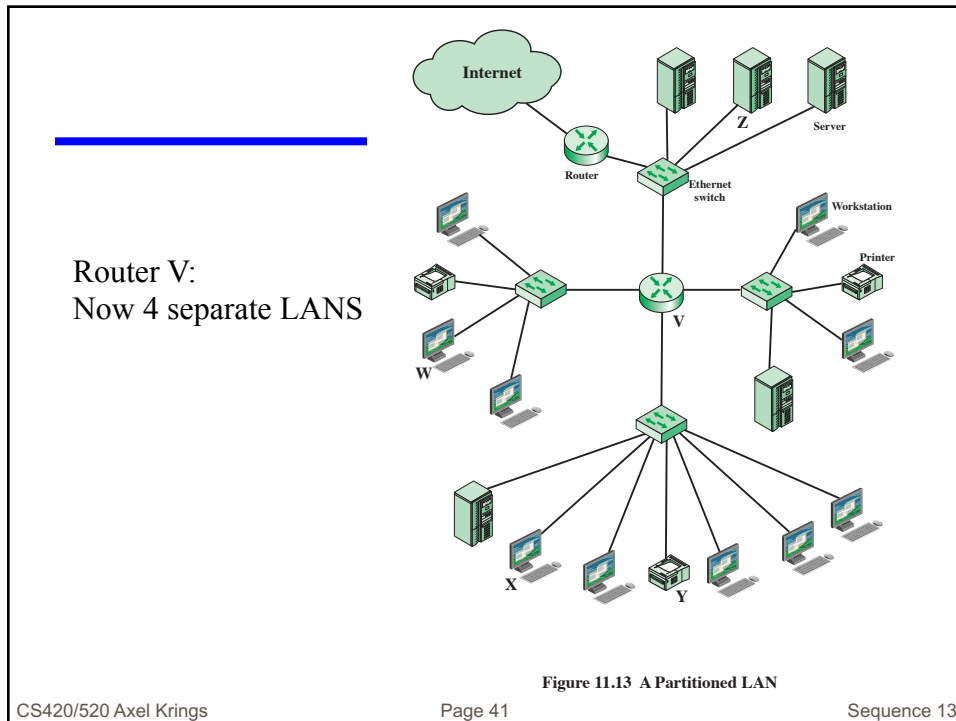 Internet
Z
Server
Router
Ethernet
switch
Workstation
Router V:
Now 4 separate LANS
Printer
V
W
X
Y
Figure 11.13 A Partitioned LAN
CS420/520 Axel Krings
Page 41
Sequence 13